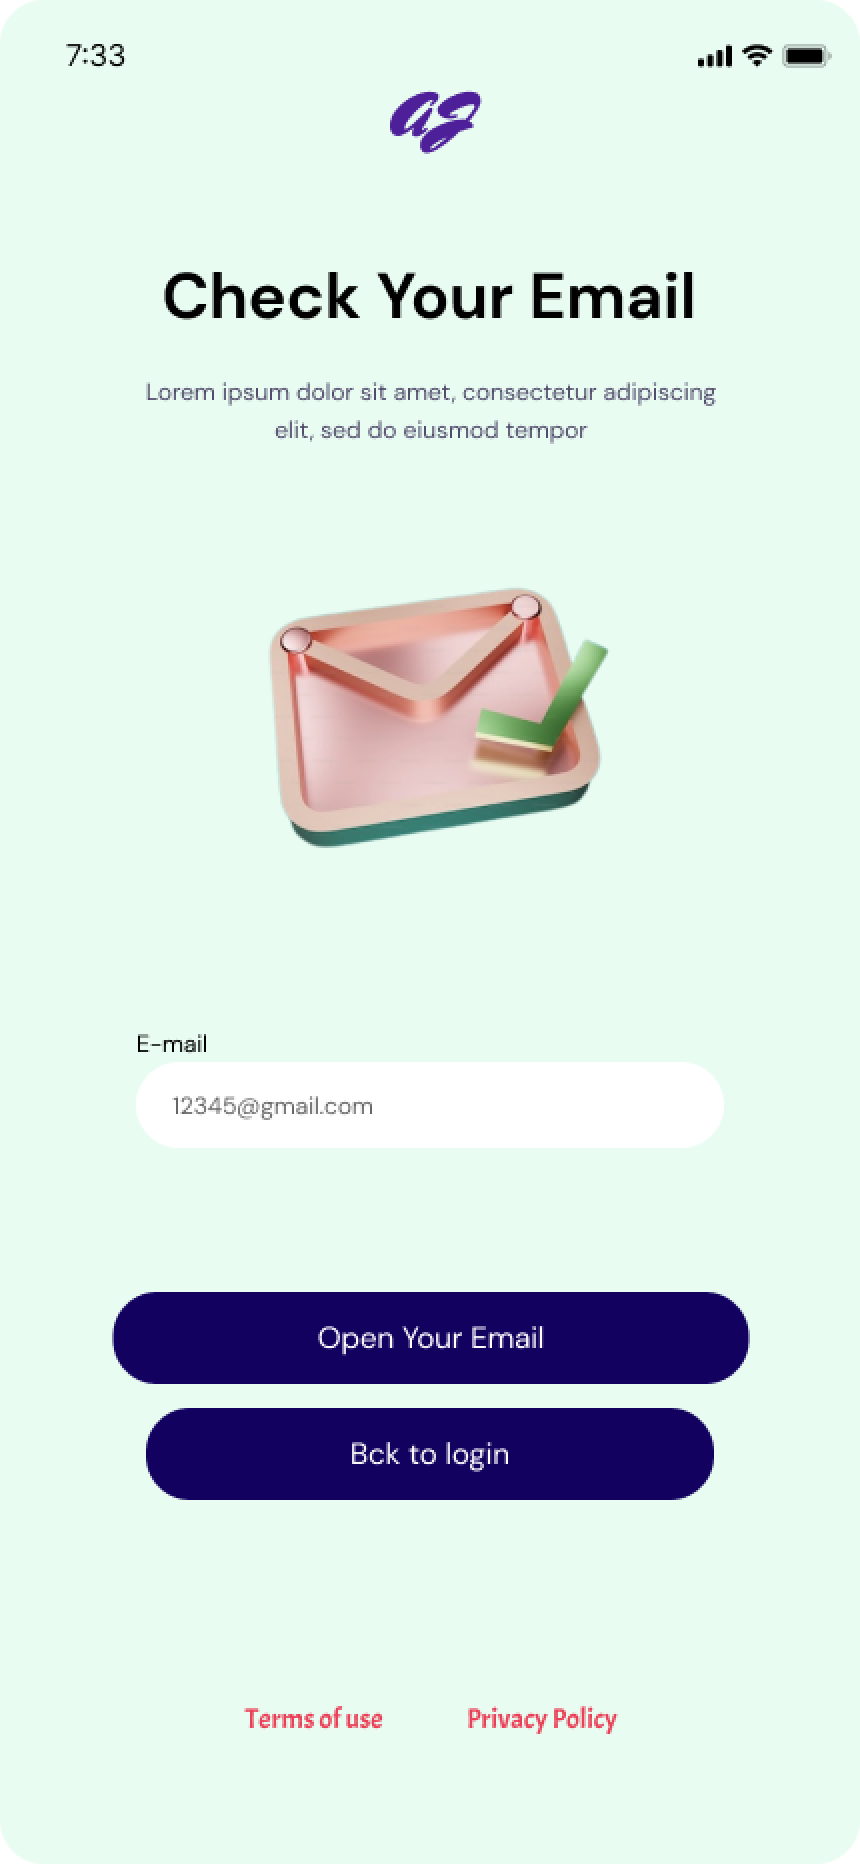 7:33
aJ
Check Your Email
Lorem ipsum dolor sit amet, consectetur adipiscing
elit, sed do eiusmod tempor
E-mail
12345@gmail.com
Open Your Email
Bck to login
Terms of use Privacy Policy